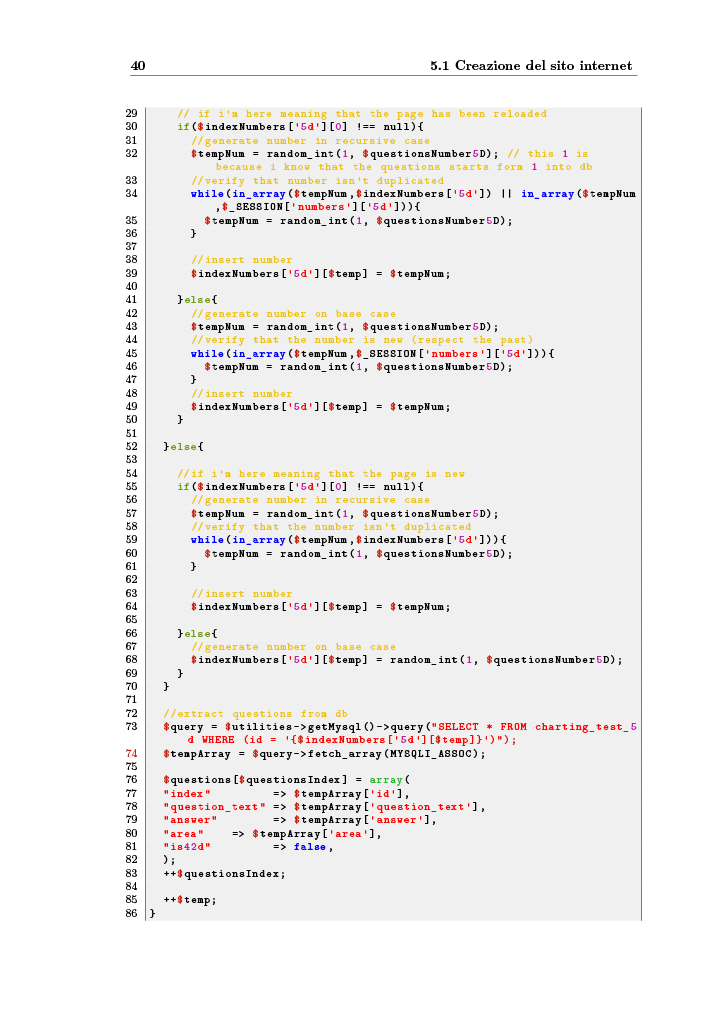 40 5.1 Creazione del sito internet
29 // if i'm here meaning that the page has been reloaded
30 if($indexNumbers['5d'][0] !== null){
31 //generate number in recursive case
32 $tempNum = random_int(1, $questionsNumber5D); // this 1 is
because i know that the questions starts form 1 into db
33 //verify that number isn't duplicated
34 while(in_array($tempNum,$indexNumbers['5d']) || in_array($tempNum
,$_SESSION['numbers']['5d'])){
35 $tempNum = random_int(1, $questionsNumber5D);
36 }
37
38 //insert number
39 $indexNumbers['5d'][$temp] = $tempNum;
40
41 }else{
42 //generate number on base case
43 $tempNum = random_int(1, $questionsNumber5D);
44 //verify that the number is new (respect the past)
45 while(in_array($tempNum,$_SESSION['numbers']['5d'])){
46 $tempNum = random_int(1, $questionsNumber5D);
47 }
48 //insert number
49 $indexNumbers['5d'][$temp] = $tempNum;
50 }
51
52 }else{
53
54 //if i'm here meaning that the page is new
55 if($indexNumbers['5d'][0] !== null){
56 //generate number in recursive case
57 $tempNum = random_int(1, $questionsNumber5D);
58 //verify that the number isn't duplicated
59 while(in_array($tempNum,$indexNumbers['5d'])){
60 $tempNum = random_int(1, $questionsNumber5D);
61 }
62
63 //insert number
64 $indexNumbers['5d'][$temp] = $tempNum;
65
66 }else{
67 //generate number on base case
68 $indexNumbers['5d'][$temp] = random_int(1, $questionsNumber5D);
69 }
70 }
71
72 //extract questions from db
73 $query = $utilities->getMysql()->query("SELECT * FROM charting_test_5
d WHERE (id = '{$indexNumbers['5d'][$temp]}')");
74 $tempArray = $query->fetch_array(MYSQLI_ASSOC);
75
76 $questions[$questionsIndex] = array(
77 "index" => $tempArray['id'],
78 "question_text" => $tempArray['question_text'],
79 "answer" => $tempArray['answer'],
80 "area" => $tempArray['area'],
81 "is42d" => false,
82 );
83 ++$questionsIndex;
84
85 ++$temp;
86 }